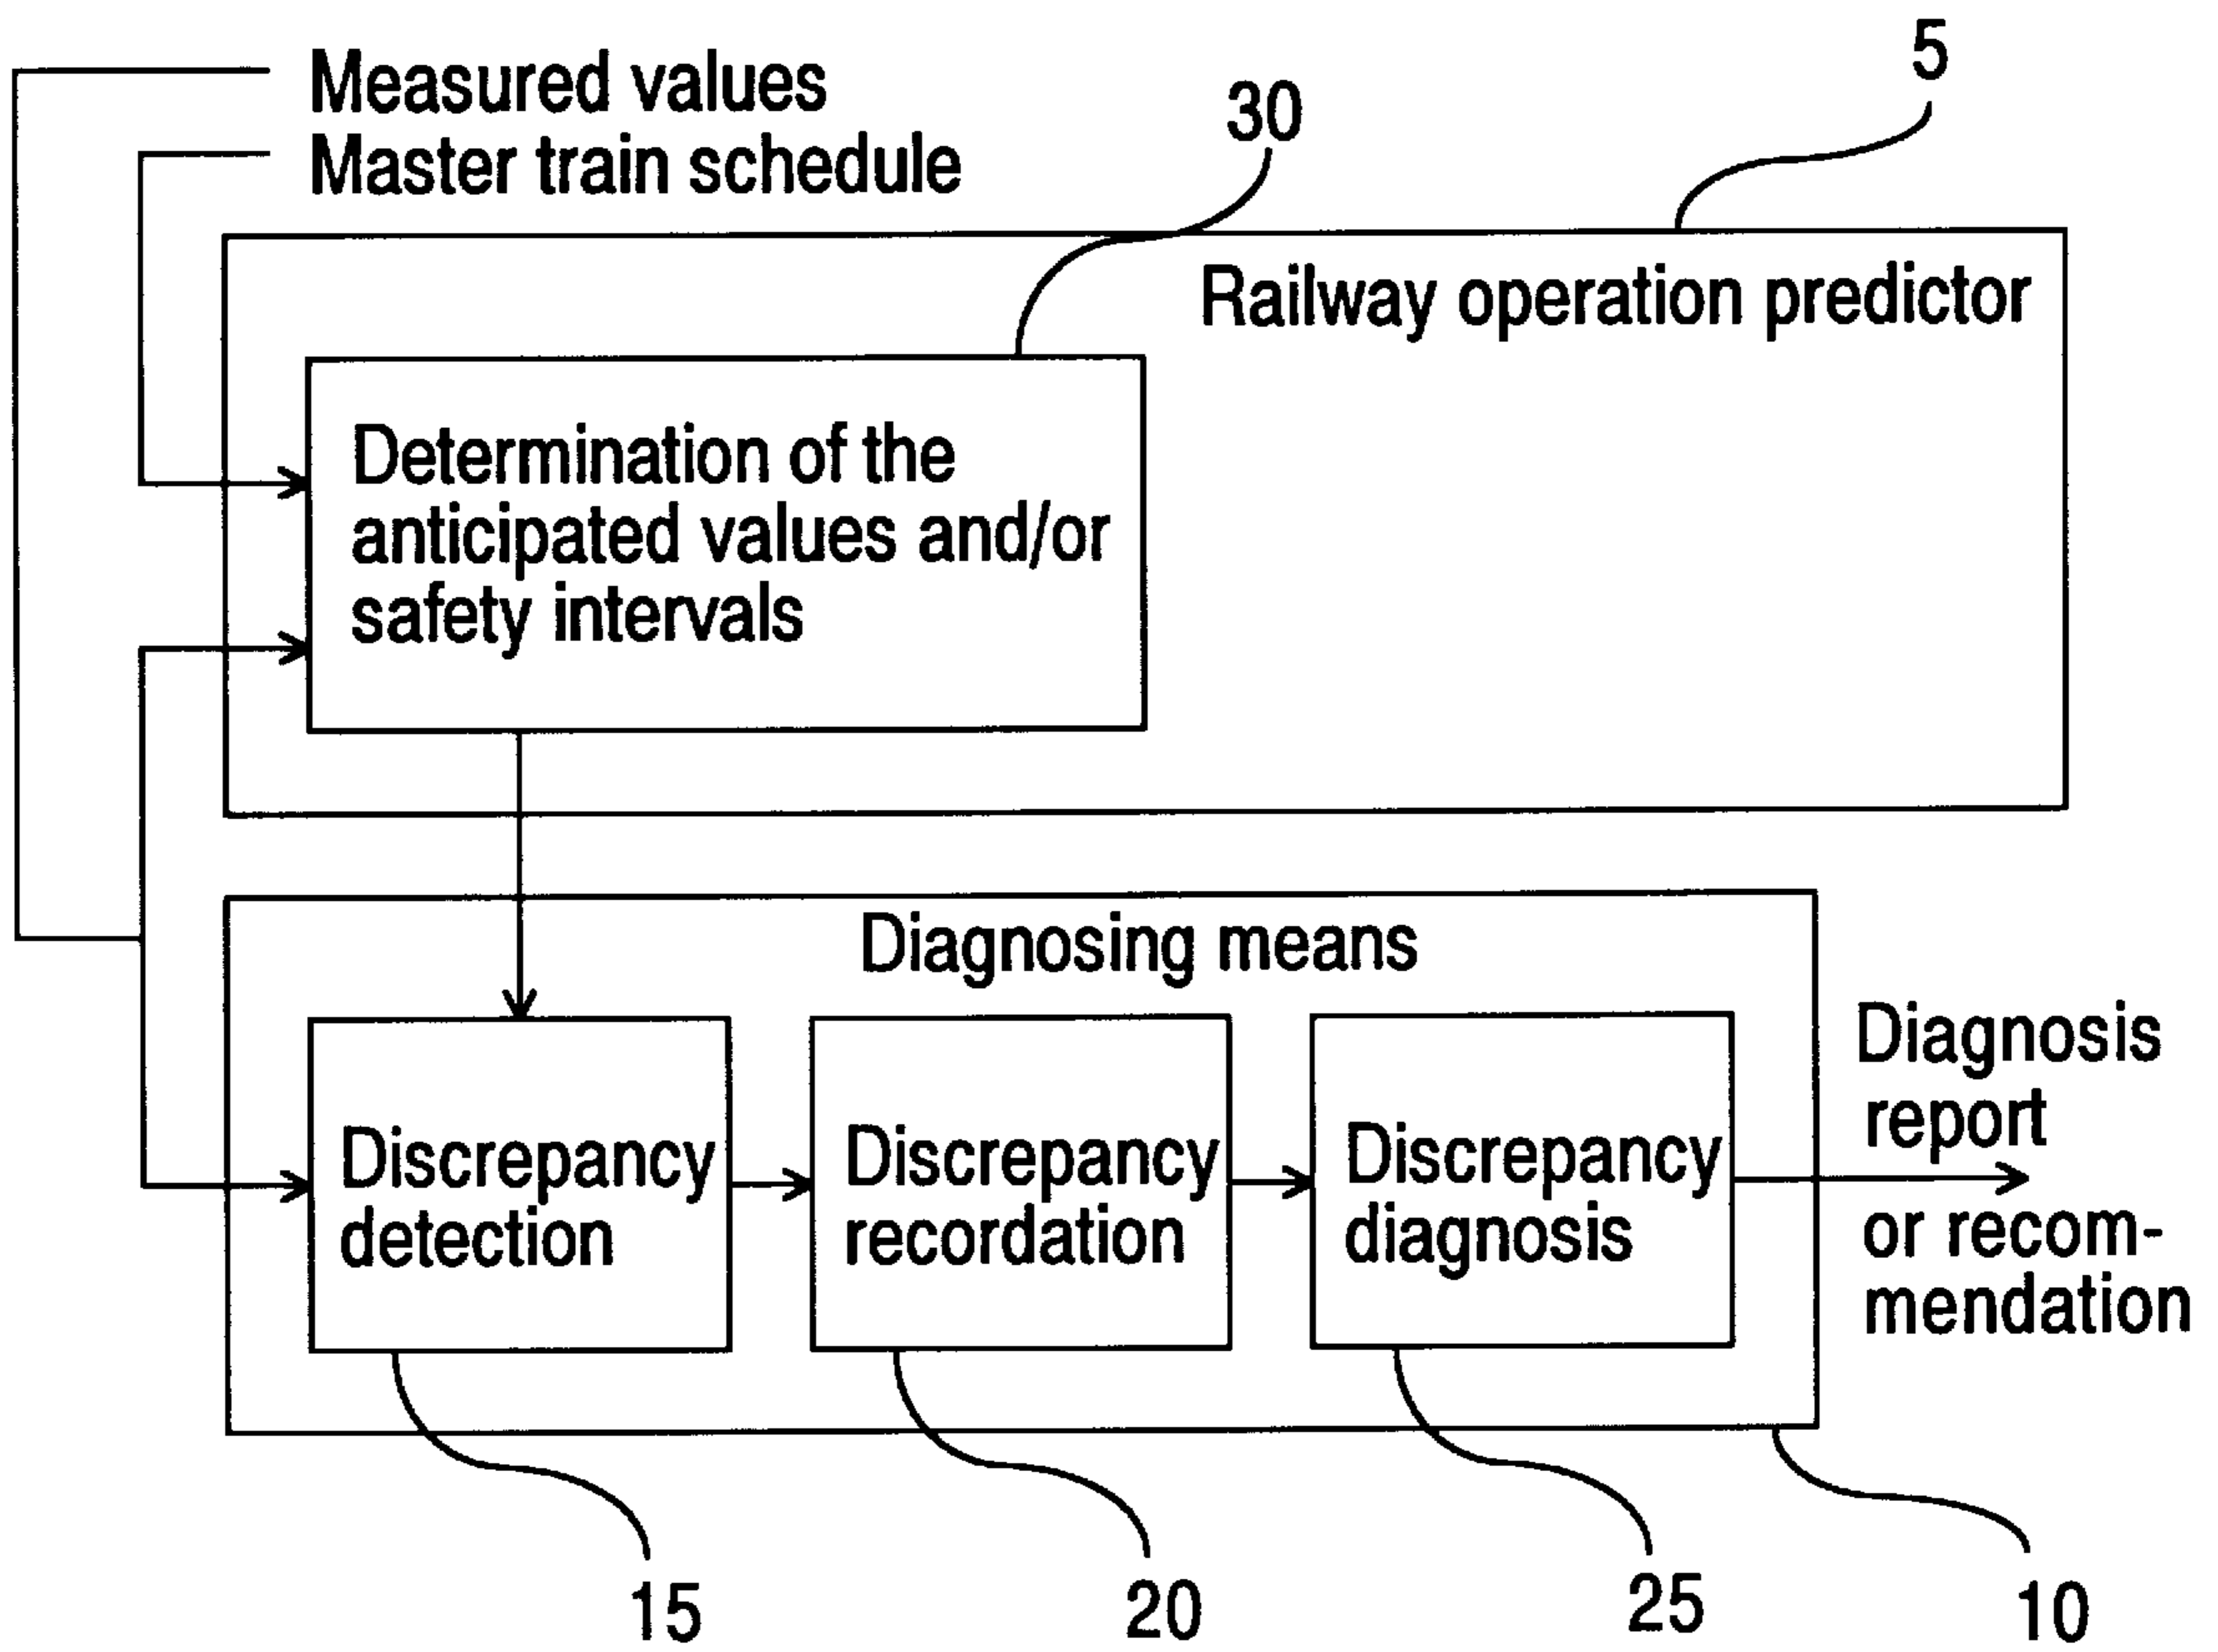 5
30
Measured values
Master train schedule
Railway operation predictor
Determination of the
anticipated values and/or
safety intervals
Diagnosing means
Discrepancy
detection
Discrepancy
recordation
Discrepancy
diagnosis
Diagnosis
report
or recom-
mendation
15
20
25
10